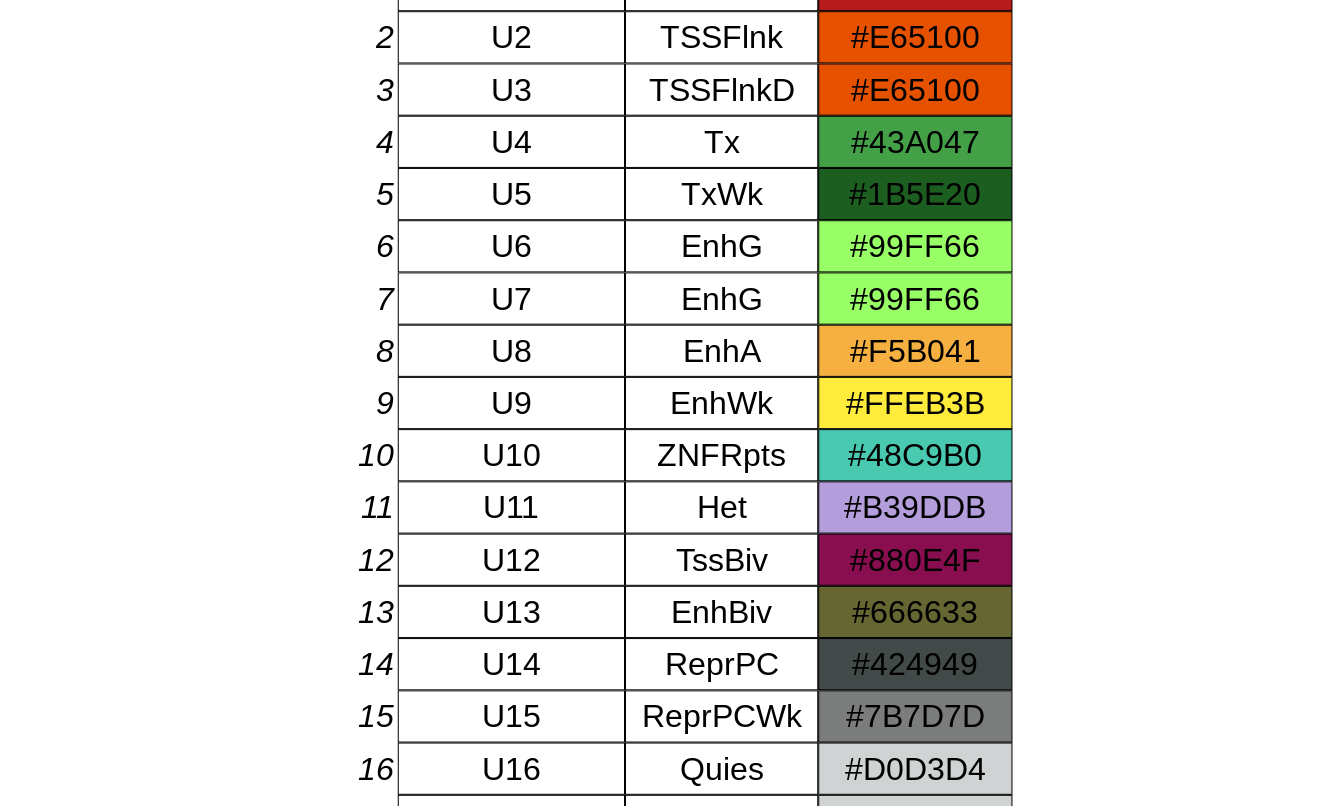 2 U2 TSSFlnk #E65100
3 U3 TSSFlnkD #E65100
4 U4 Tx #43A047
5 U5 TxWk #1B5E20
6 U6 EnhG #99FF66
7 U7 EnhG #99FF66
8 U8 EnhA #F5B041
9 U9 EnhWk #FFEB3B
10 U10 ZNFRpts #48C9B0
11 U11 Het #B39DDB
12 U12 TssBiv #880E4F
13 U13 EnhBiv #666633
14 U14 ReprPC #424949
15 U15 ReprPCWk #7B7D7D
16 U16 Quies #D0D3D4